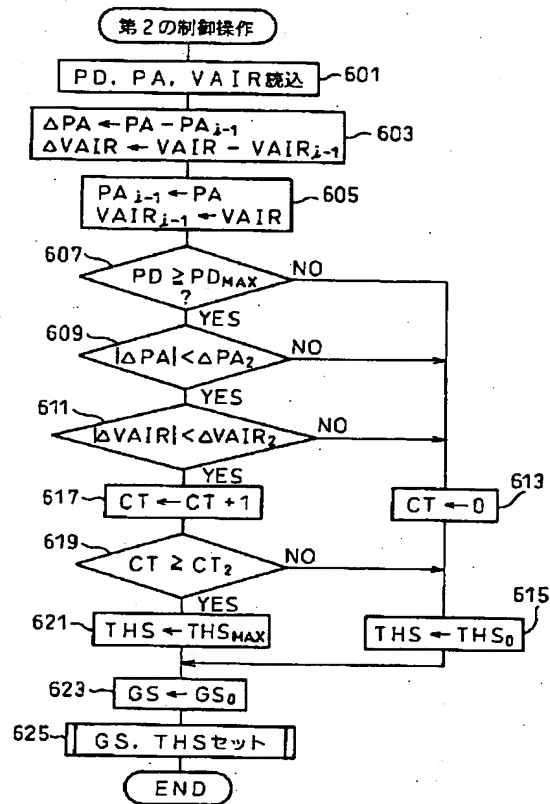 第2の制御操作
PD, PA, VAIR読込
601
ΔPA ← PA - PAi-1
ΔVAIR ← VAIR - VAIRi-1
603
PAi-1 ← PA
VAIRi-1 ← VAIR
605
607
PD ≧ PDMAX
?
NO
YES
609
|ΔPA| < ΔPA2
NO
YES
611
|ΔVAIR| < ΔVAIR2
NO
YES
617
CT ← CT + 1
613
CT ← 0
619
CT ≧ CT2
NO
YES
621
THS ← THSMAX
615
THS ← THS0
623
GS ← GS0
625
GS, THSセット
END